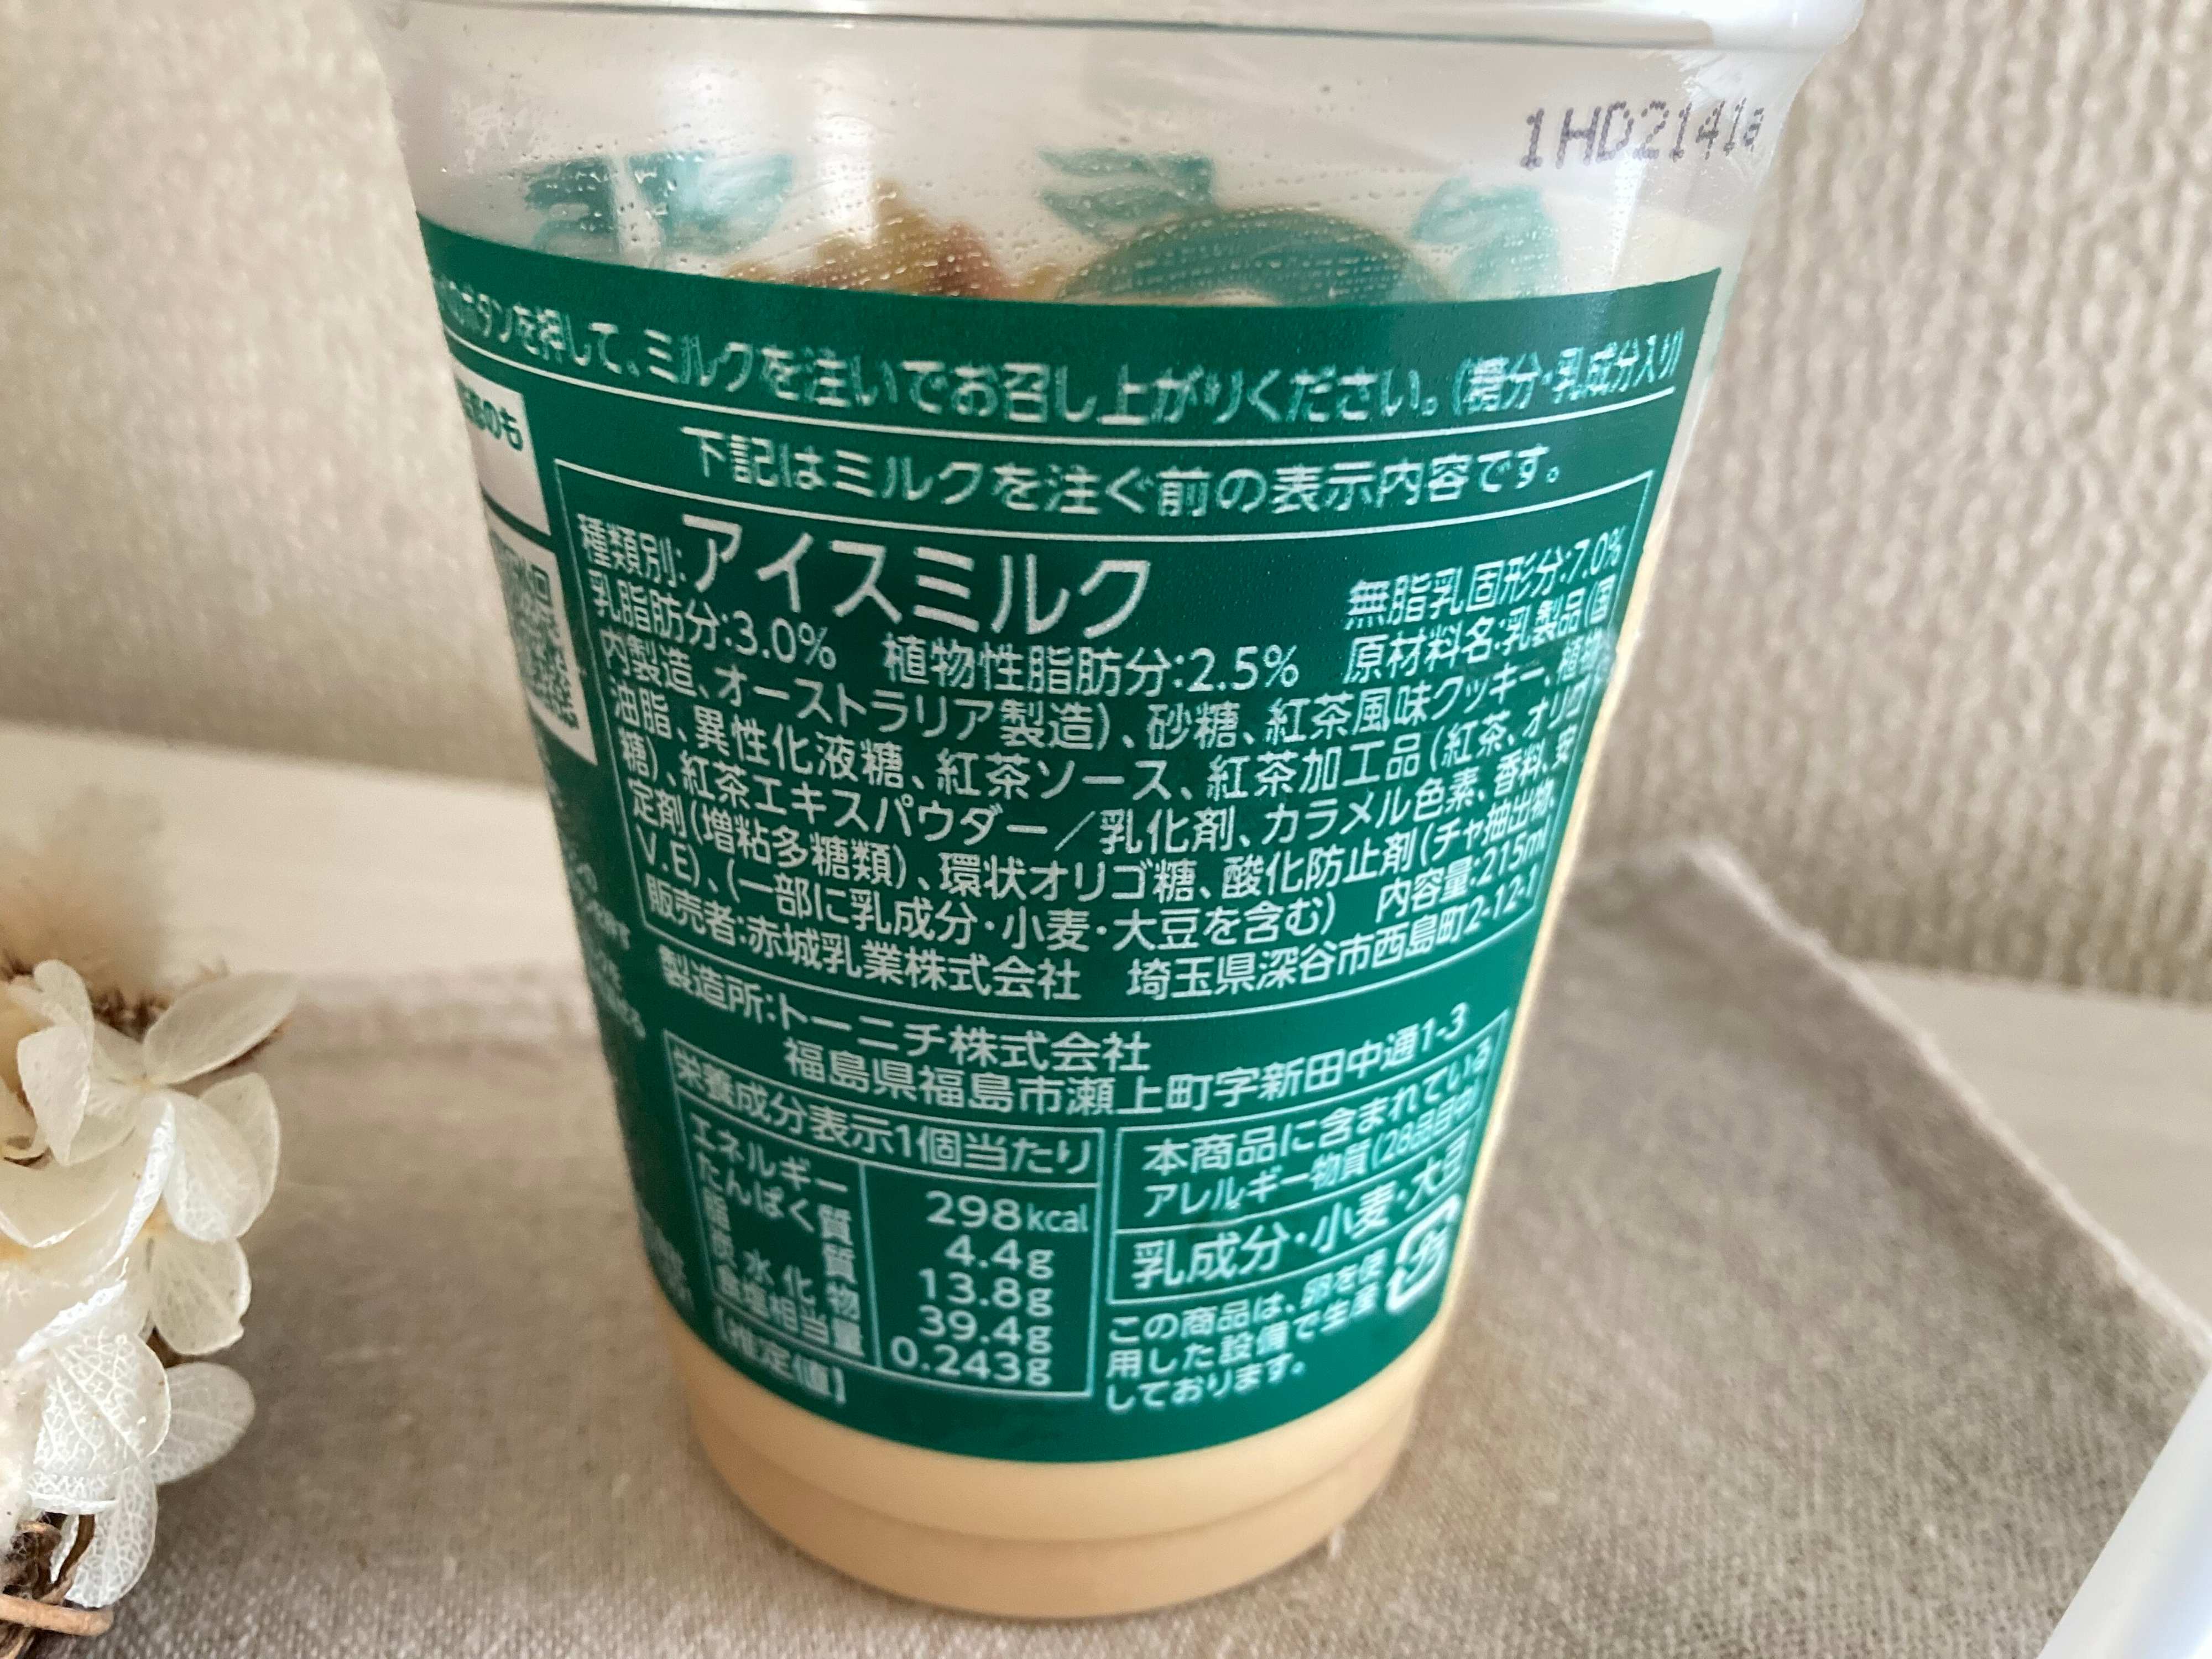 1HD2141a
ボタンを押して、ミルクを注いでお召し上がりください。(糖分・乳成分入り)
下記はミルクを注ぐ前の表示内容です。
のも
種類別:アイスミルク 無脂乳固形分:7.0%
乳脂肪分:3.0% 植物性脂肪分:2.5% 原材料名:乳製品(国
内製造、オーストラリア製造)、砂糖、紅茶風味クッキー、植物
油脂、異性化液糖、紅茶ソース、紅茶加工品(紅茶、オリゴ
糖)、紅茶エキスパウダー/乳化剤、カラメル色素、香料、安
定剤(増粘多糖類)、環状オリゴ糖、酸化防止剤(チャ抽出物、
V.E)、(一部に乳成分・小麦・大豆を含む) 内容量:215ml
販売者:赤城乳業株式会社 埼玉県深谷市西島町2-12-1
製造所:トーニチ株式会社
福島県福島市瀬上町字新田中通1-3
栄養成分表示1個当たり
エネルギー 298kcal
たんぱく質 4.4g
脂質 13.8g
炭水化物 39.4g
食塩相当量 0.243g
【推定値】
本商品に含まれている
アレルギー物質(28品目中)
乳成分・小麦・大豆
この商品は、卵を使
用した設備で生産
しております。
プラ